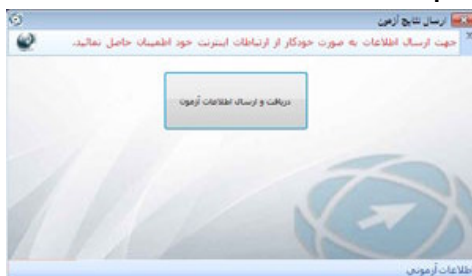 ارسال نتایج آزمون
جهت ارسال اطلاعات به صورت خودکار از ارتباطات اینترنت خود اطمینان حاصل نمائید.
دریافت و ارسال اطلاعات آزمون
اطلاعات آزمونی